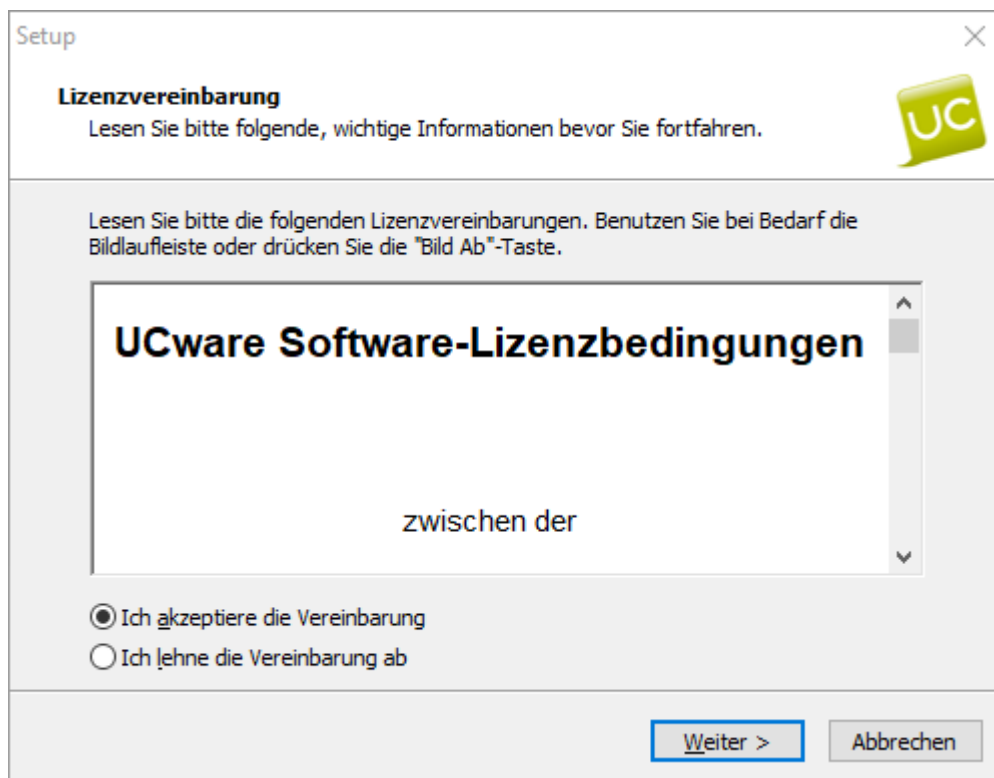 Setup
Lizenzvereinbarung
Lesen Sie bitte folgende, wichtige Informationen bevor Sie fortfahren.
UC
Lesen Sie bitte die folgenden Lizenzvereinbarungen. Benutzen Sie bei Bedarf die
Bildlaufleiste oder drücken Sie die "Bild Ab"-Taste.
UCware Software-Lizenzbedingungen
zwischen der
Ich akzeptiere die Vereinbarung
Ich lehne die Vereinbarung ab
Weiter >
Abbrechen